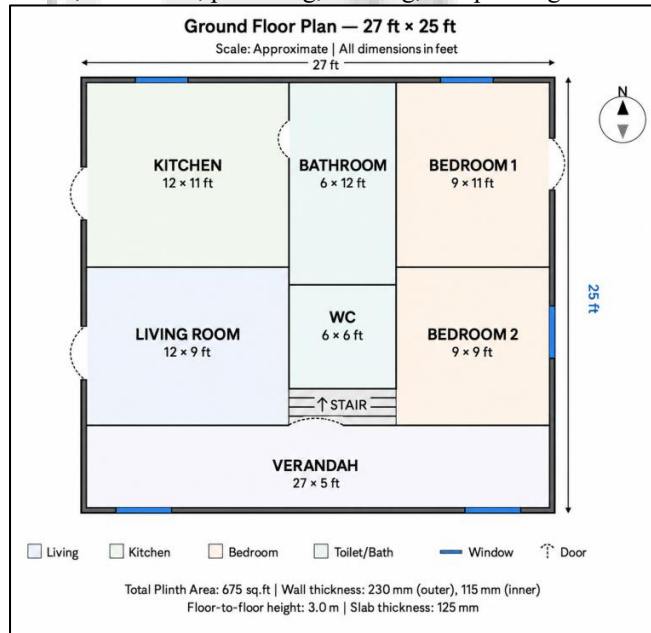 Ground Floor Plan — 27 ft × 25 ft
Scale: Approximate | All dimensions in feet
27 ft
N
KITCHEN
12 × 11 ft
BATHROOM
6 × 12 ft
BEDROOM 1
9 × 11 ft
25 ft
LIVING ROOM
12 × 9 ft
WC
6 × 6 ft
BEDROOM 2
9 × 9 ft
↑ STAIR
VERANDAH
27 × 5 ft
Living
Kitchen
Bedroom
Toilet/Bath
Window
Door
Total Plinth Area: 675 sq.ft | Wall thickness: 230 mm (outer), 115 mm (inner)
Floor-to-floor height: 3.0 m | Slab thickness: 125 mm